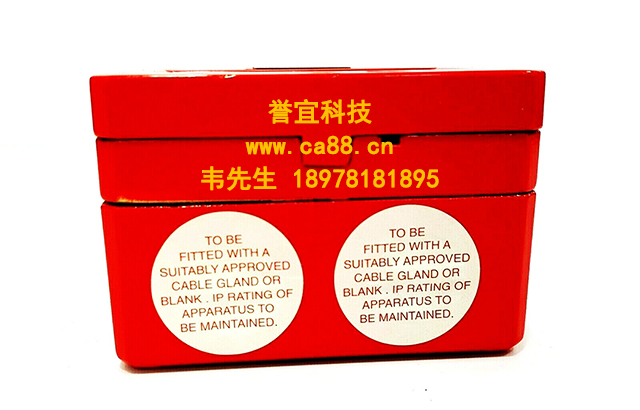 誉宜科技
www.ca88.cn
韦先生 18978181895
TO BE
FITTED WITH A
SUITABLY APPROVED
CABLE GLAND OR
BLANK . IP RATING OF
APPARATUS TO
BE MAINTAINED.
TO BE
FITTED WITH A
SUITABLY APPROVED
CABLE GLAND OR
BLANK . IP RATING OF
APPARATUS TO
BE MAINTAINED.